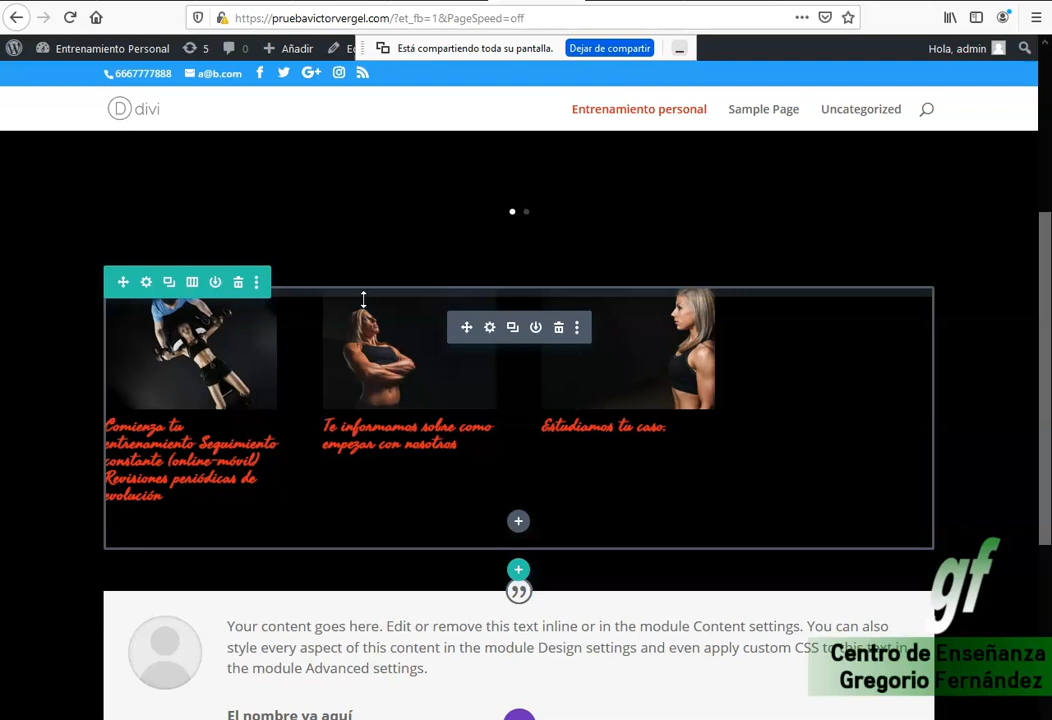 https://pruebavictorvergel.com/?et_fb=1&PageSpeed=off
Entrenamiento Personal
5
0
Añadir
Está compartiendo toda su pantalla.
Dejar de compartir
Hola, admin
6667777888
a@b.com
D divi
Entrenamiento personal
Sample Page
Uncategorized
Comienza tu
entrenamiento Seguimiento
constante (online-móvil)
Revisiones periódicas de
evolución
Te informamos sobre como
empezar con nosotros
Estudiamos tu caso.
Your content goes here. Edit or remove this text inline or in the module Content settings. You can also
style every aspect of this content in the module Design settings and even apply custom CSS to this text in
the module Advanced settings.
El nombre va aquí
gf
Centro de Enseñanza
Gregorio Fernández